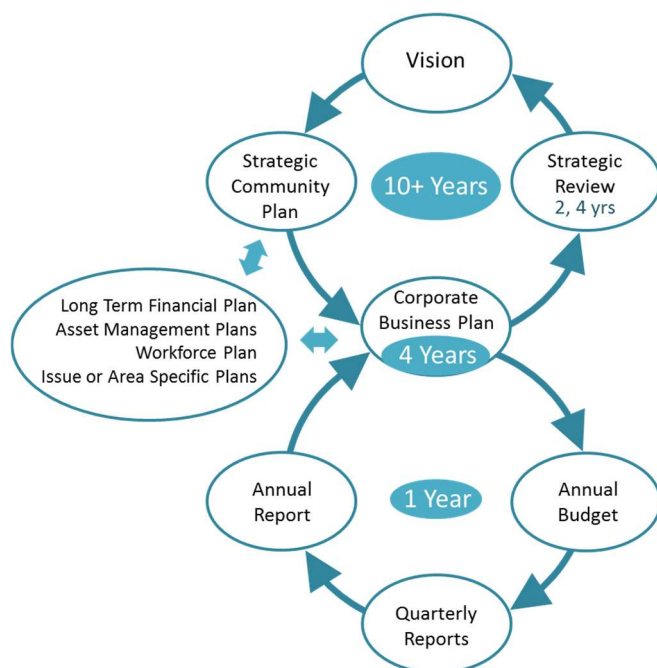 Vision
Strategic
Community
Plan
10+ Years
Strategic
Review
2, 4 yrs
Long Term Financial Plan
Asset Management Plans
Workforce Plan
Issue or Area Specific Plans
Corporate
Business Plan
4 Years
Annual
Report
1 Year
Annual
Budget
Quarterly
Reports